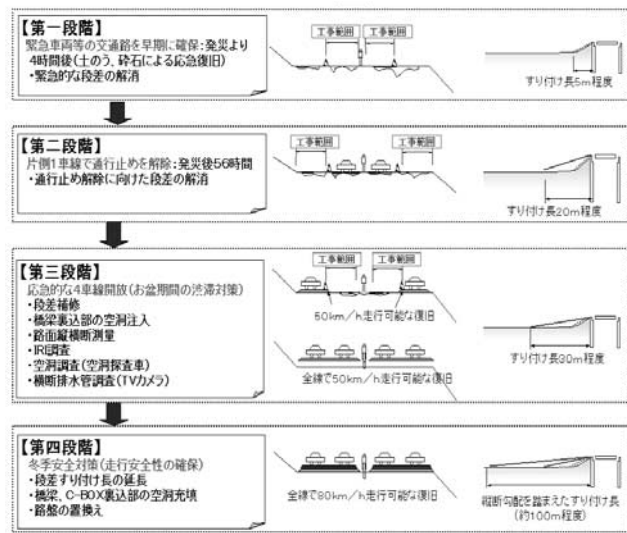 【第一段階】
緊急車両等の交通路を早期に確保：発災より
4時間後（土のう、砕石による応急復旧）
・緊急的な段差の解消
工事範囲
工事範囲
すり付け長5m程度
【第二段階】
片側1車線で通行止めを解除：発災後56時間
・通行止め解除に向けた段差の解消
工事範囲
工事範囲
すり付け長20m程度
【第三段階】
応急的な4車線開放（お盆期間の渋滞対策）
・段差補修
・橋梁裏込部の空洞注入
・路面縦横断測量
・IRI調査
・空洞調査（空洞探査車）
・横断排水管調査（TVカメラ）
工事範囲
工事範囲
50km／h走行可能な復旧
全線で50km／h走行可能な復旧
すり付け長30m程度
【第四段階】
冬季安全対策（走行安全性の確保）
・段差すり付け長の延長
・橋梁、C-BOX裏込部の空洞充填
・路盤の置換え
全線で80km／h走行可能な復旧
縦断勾配を踏まえたすり付け長
（約100m程度）